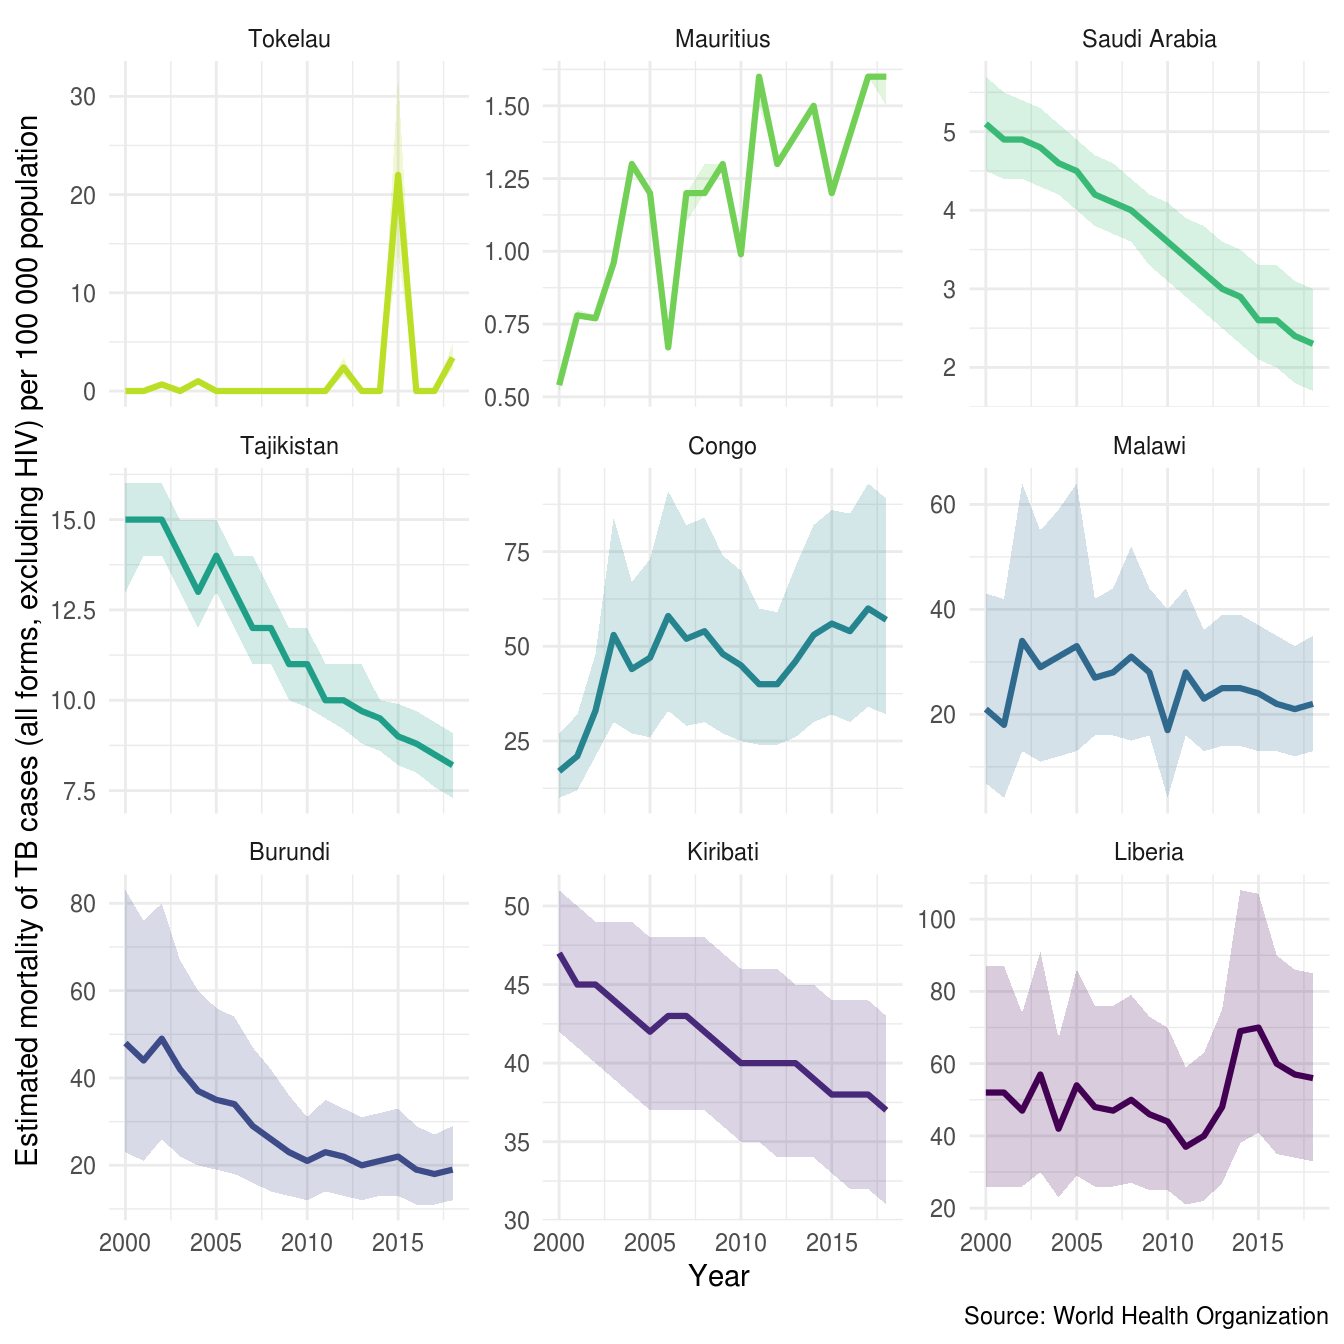 Tokelau
Mauritius
Saudi Arabia
30
20
10
0
1.50
1.25
1.00
0.75
0.50
5
4
3
2
Tajikistan
Congo
Malawi
15.0
12.5
10.0
7.5
75
50
25
60
40
20
Burundi
Kiribati
Liberia
80
60
40
20
50
45
40
35
30
100
80
60
40
20
2000 2005 2010 2015
2000 2005 2010 2015
2000 2005 2010 2015
Estimated mortality of TB cases (all forms, excluding HIV) per 100 000 population
Year
Source: World Health Organization